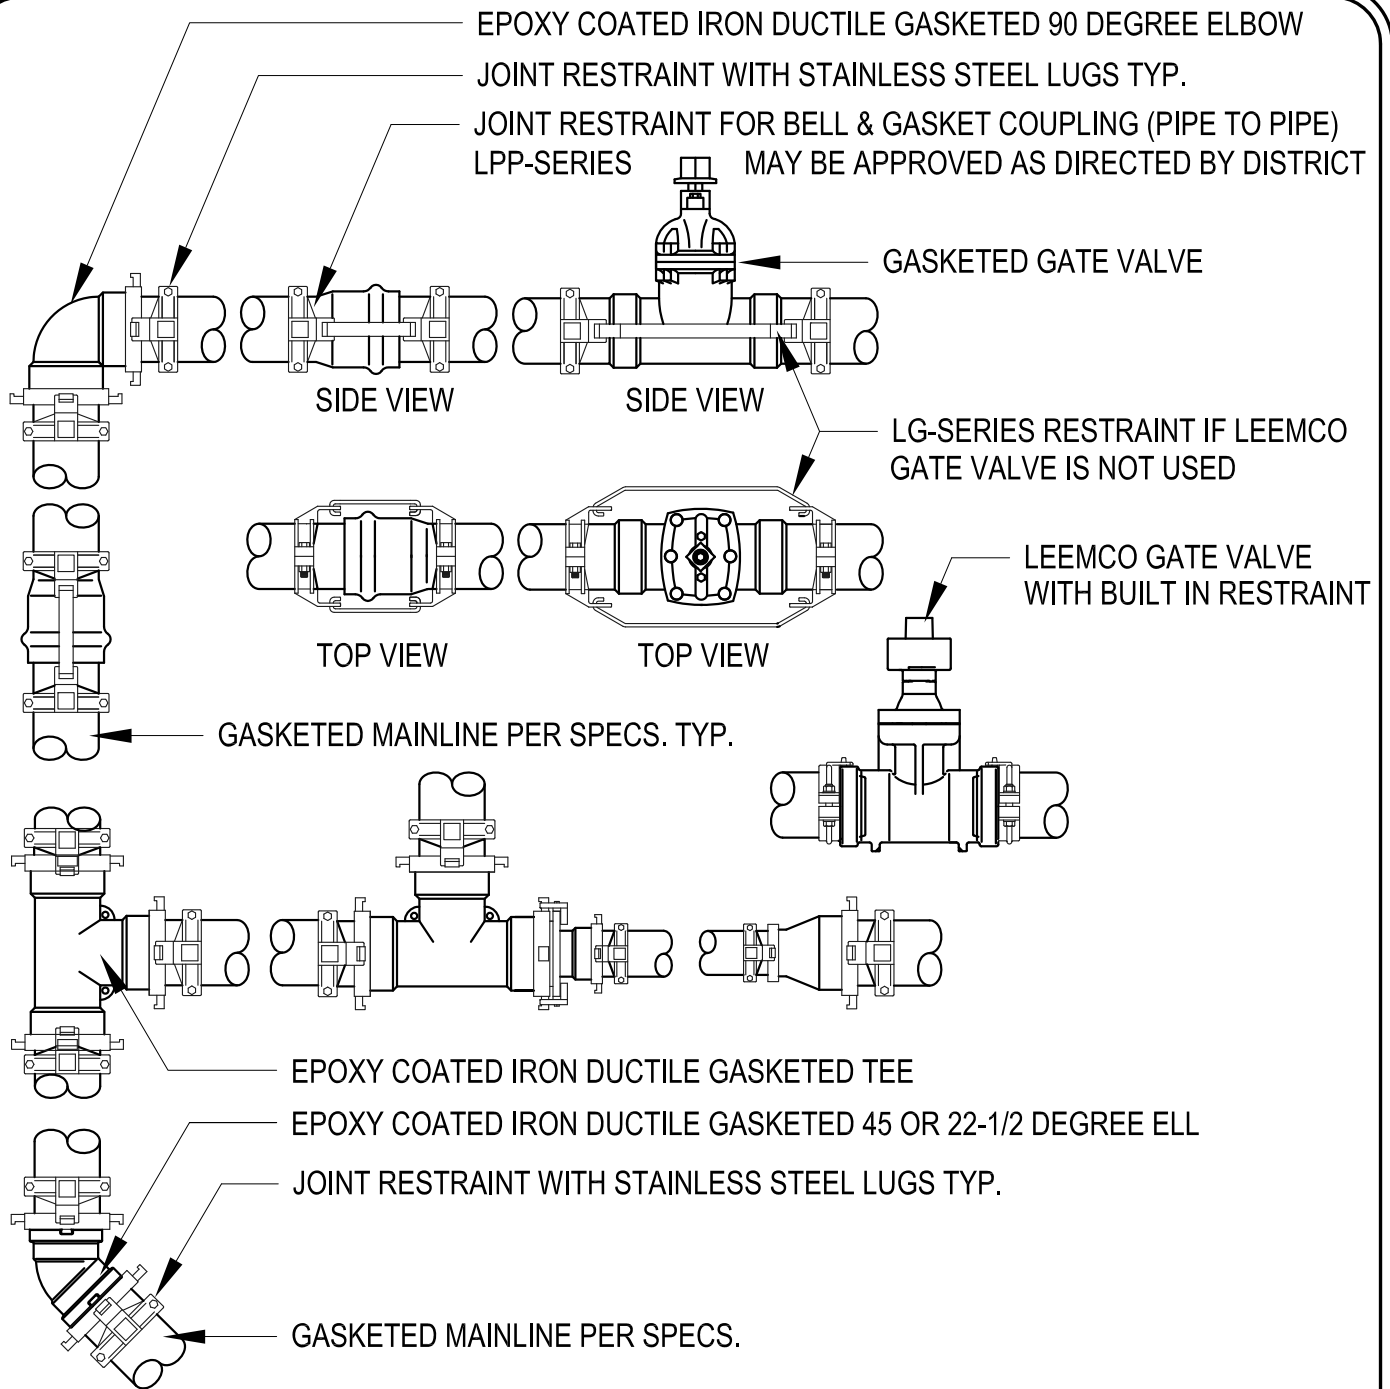 EPOXY COATED IRON DUCTILE GASKETED 90 DEGREE ELBOW
JOINT RESTRAINT WITH STAINLESS STEEL LUGS TYP.
JOINT RESTRAINT FOR BELL & GASKET COUPLING (PIPE TO PIPE)
LPP-SERIES MAY BE APPROVED AS DIRECTED BY DISTRICT
GASKETED GATE VALVE
SIDE VIEW
SIDE VIEW
LG-SERIES RESTRAINT IF LEEMCO
GATE VALVE IS NOT USED
LEEMCO GATE VALVE
WITH BUILT IN RESTRAINT
TOP VIEW
TOP VIEW
GASKETED MAINLINE PER SPECS. TYP.
EPOXY COATED IRON DUCTILE GASKETED TEE
EPOXY COATED IRON DUCTILE GASKETED 45 OR 22-1/2 DEGREE ELL
JOINT RESTRAINT WITH STAINLESS STEEL LUGS TYP.
GASKETED MAINLINE PER SPECS.